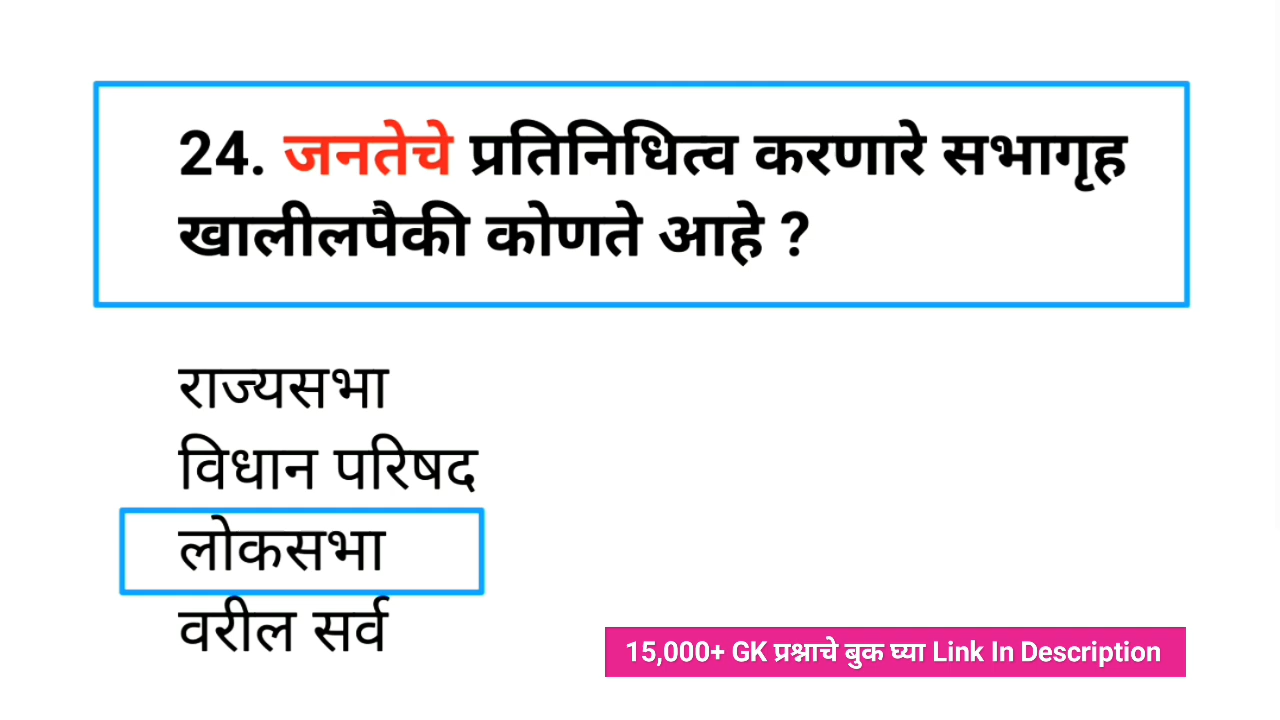 24. जनतेचे प्रतिनिधित्व करणारे सभागृह
खालीलपैकी कोणते आहे ?
राज्यसभा
विधान परिषद
लोकसभा
वरील सर्व
15,000+ GK प्रश्नाचे बुक घ्या Link In Description